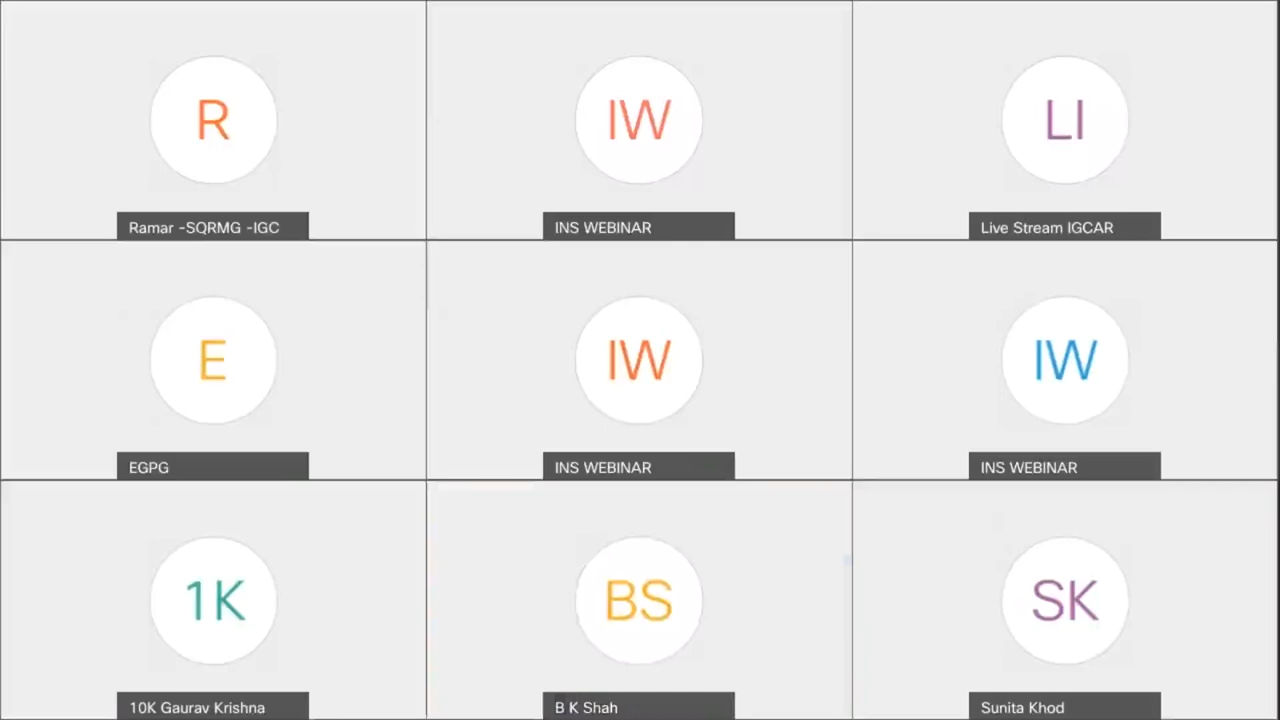 R
Ramar -SQRMG -IGC
IW
INS WEBINAR
LI
Live Stream IGCAR
E
EGPG
IW
INS WEBINAR
IW
INS WEBINAR
1K
10K Gaurav Krishna
BS
B K Shah
SK
Sunita Khod